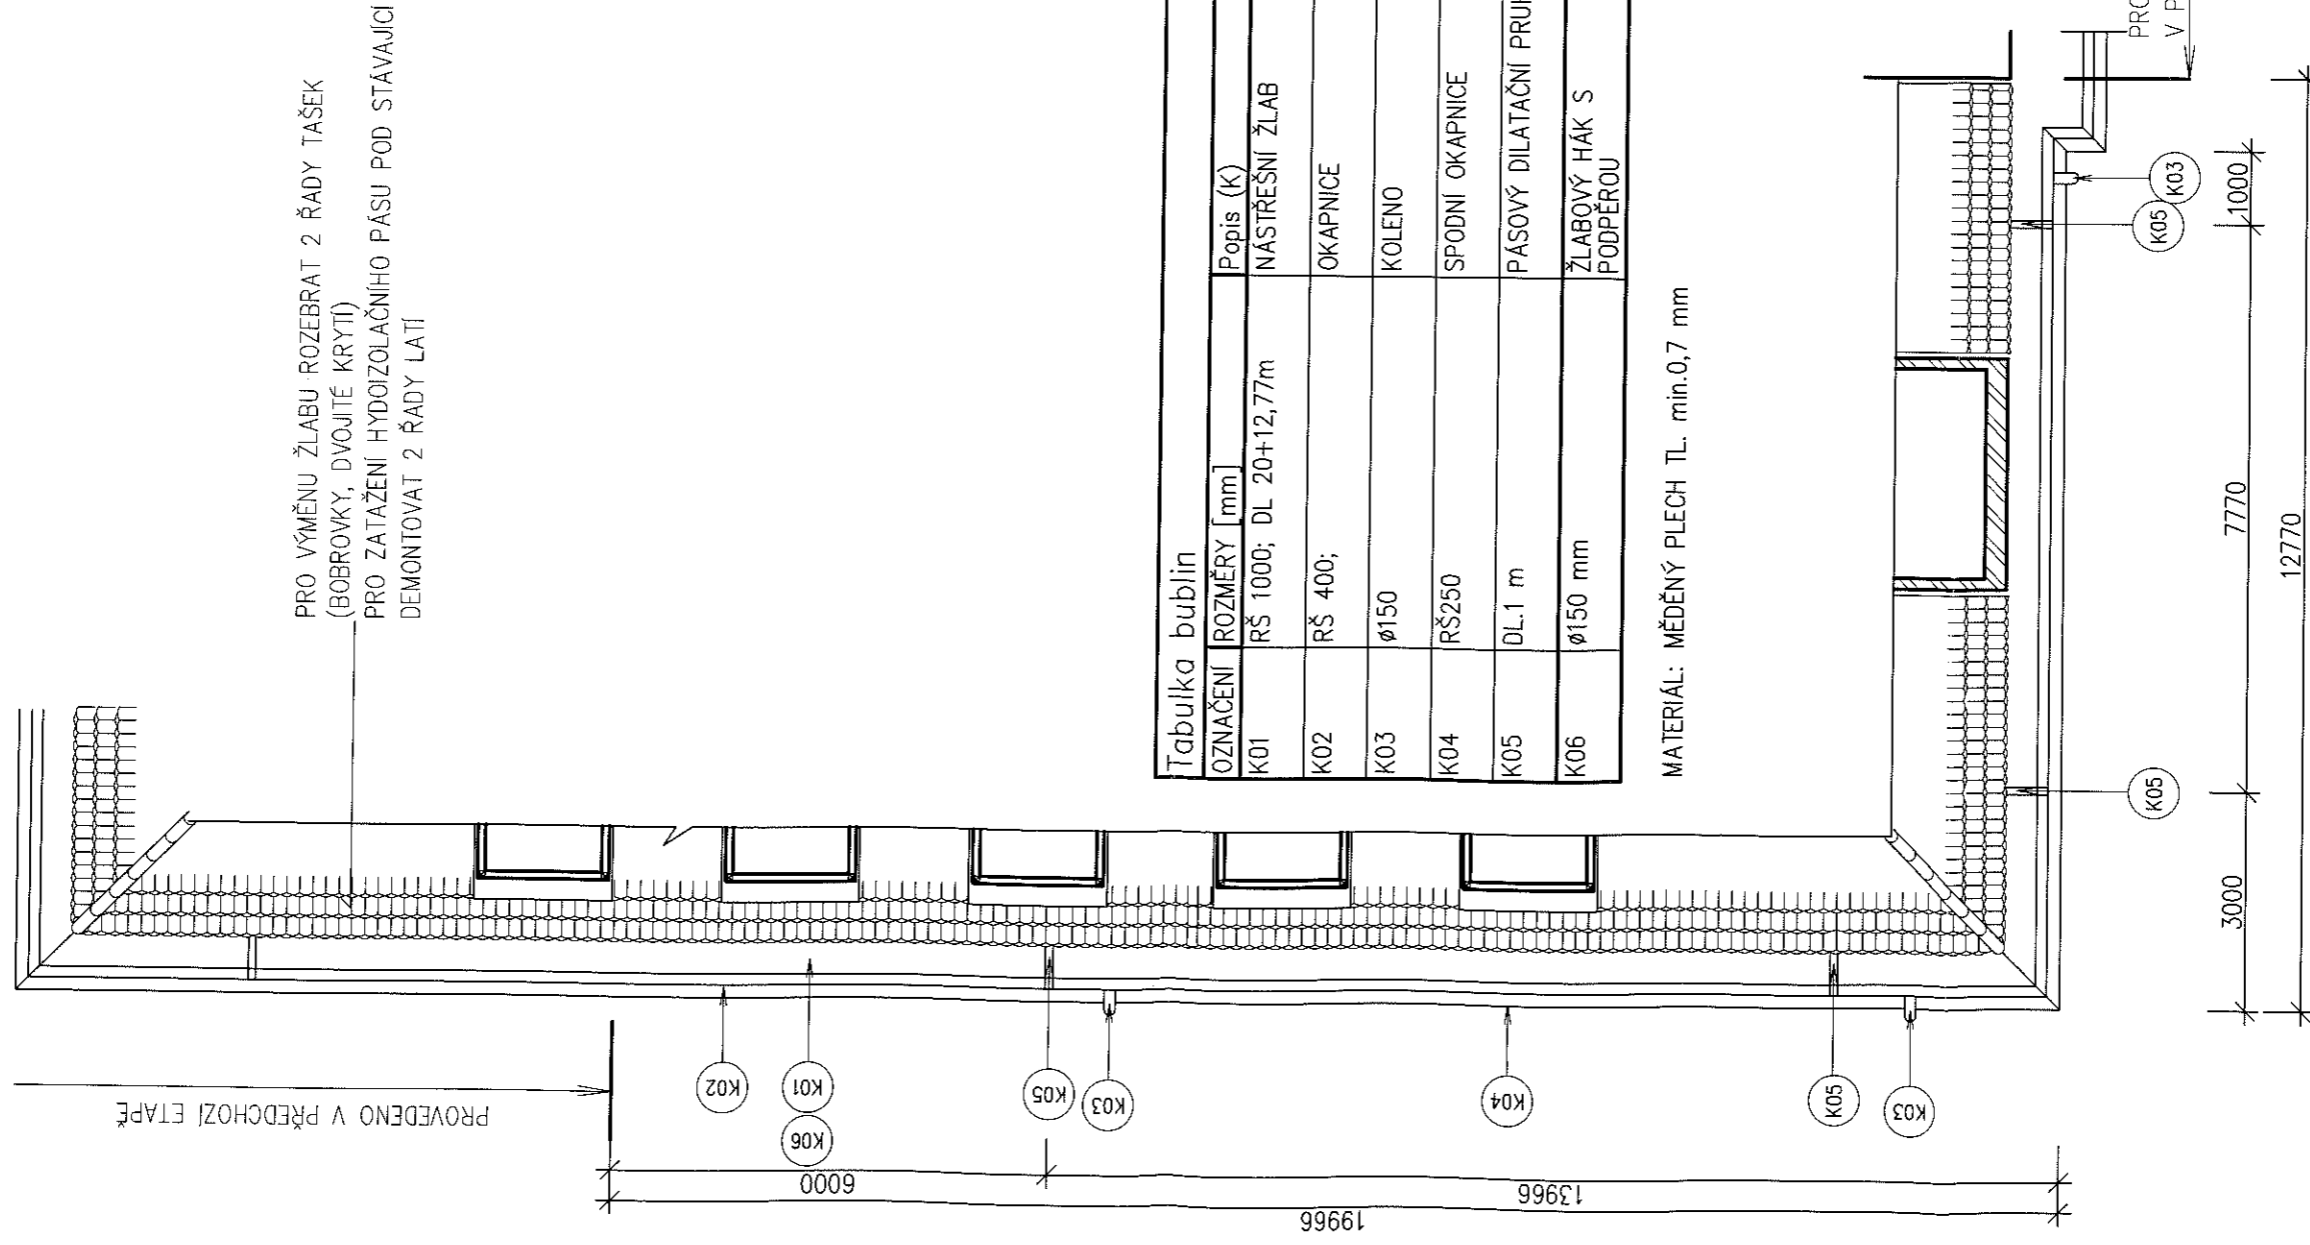 PRO VÝMĚNU ŽLABU ROZEBRAT 2 ŘADY TAŠEK
(BOBROVKY, DVOJITÉ KRYTÍ)
PRO ZATAŽENÍ HYDOIZOLAČNÍHO PÁSU POD STÁVAJÍCÍ
DEMONTOVAT 2 ŘADY LATÍ
PROVEDENO V PŘEDCHOZÍ ETAPĚ
K02
K01
K06
K05
K03
K04
K05
K03
6000
13966
19966
Tabulka bublin
OZNAČENÍ ROZMĚRY [mm] Popis (K)
K01 RŠ 1000; DL 20+12,77m NÁSTŘEŠNÍ ŽLAB
K02 RŠ 400; OKAPNICE
K03 ø150 KOLENO
K04 RŠ250 SPODNÍ OKAPNICE
K05 DL.1 m PÁSOVÝ DILATAČNÍ PRUH
K06 ø150 mm ŽLABOVÝ HÁK S
PODPĚROU
MATERIÁL: MĚDĚNÝ PLECH TL. min.0,7 mm
K05
K05
K03
3000
7770
1000
12770
PRO
V P